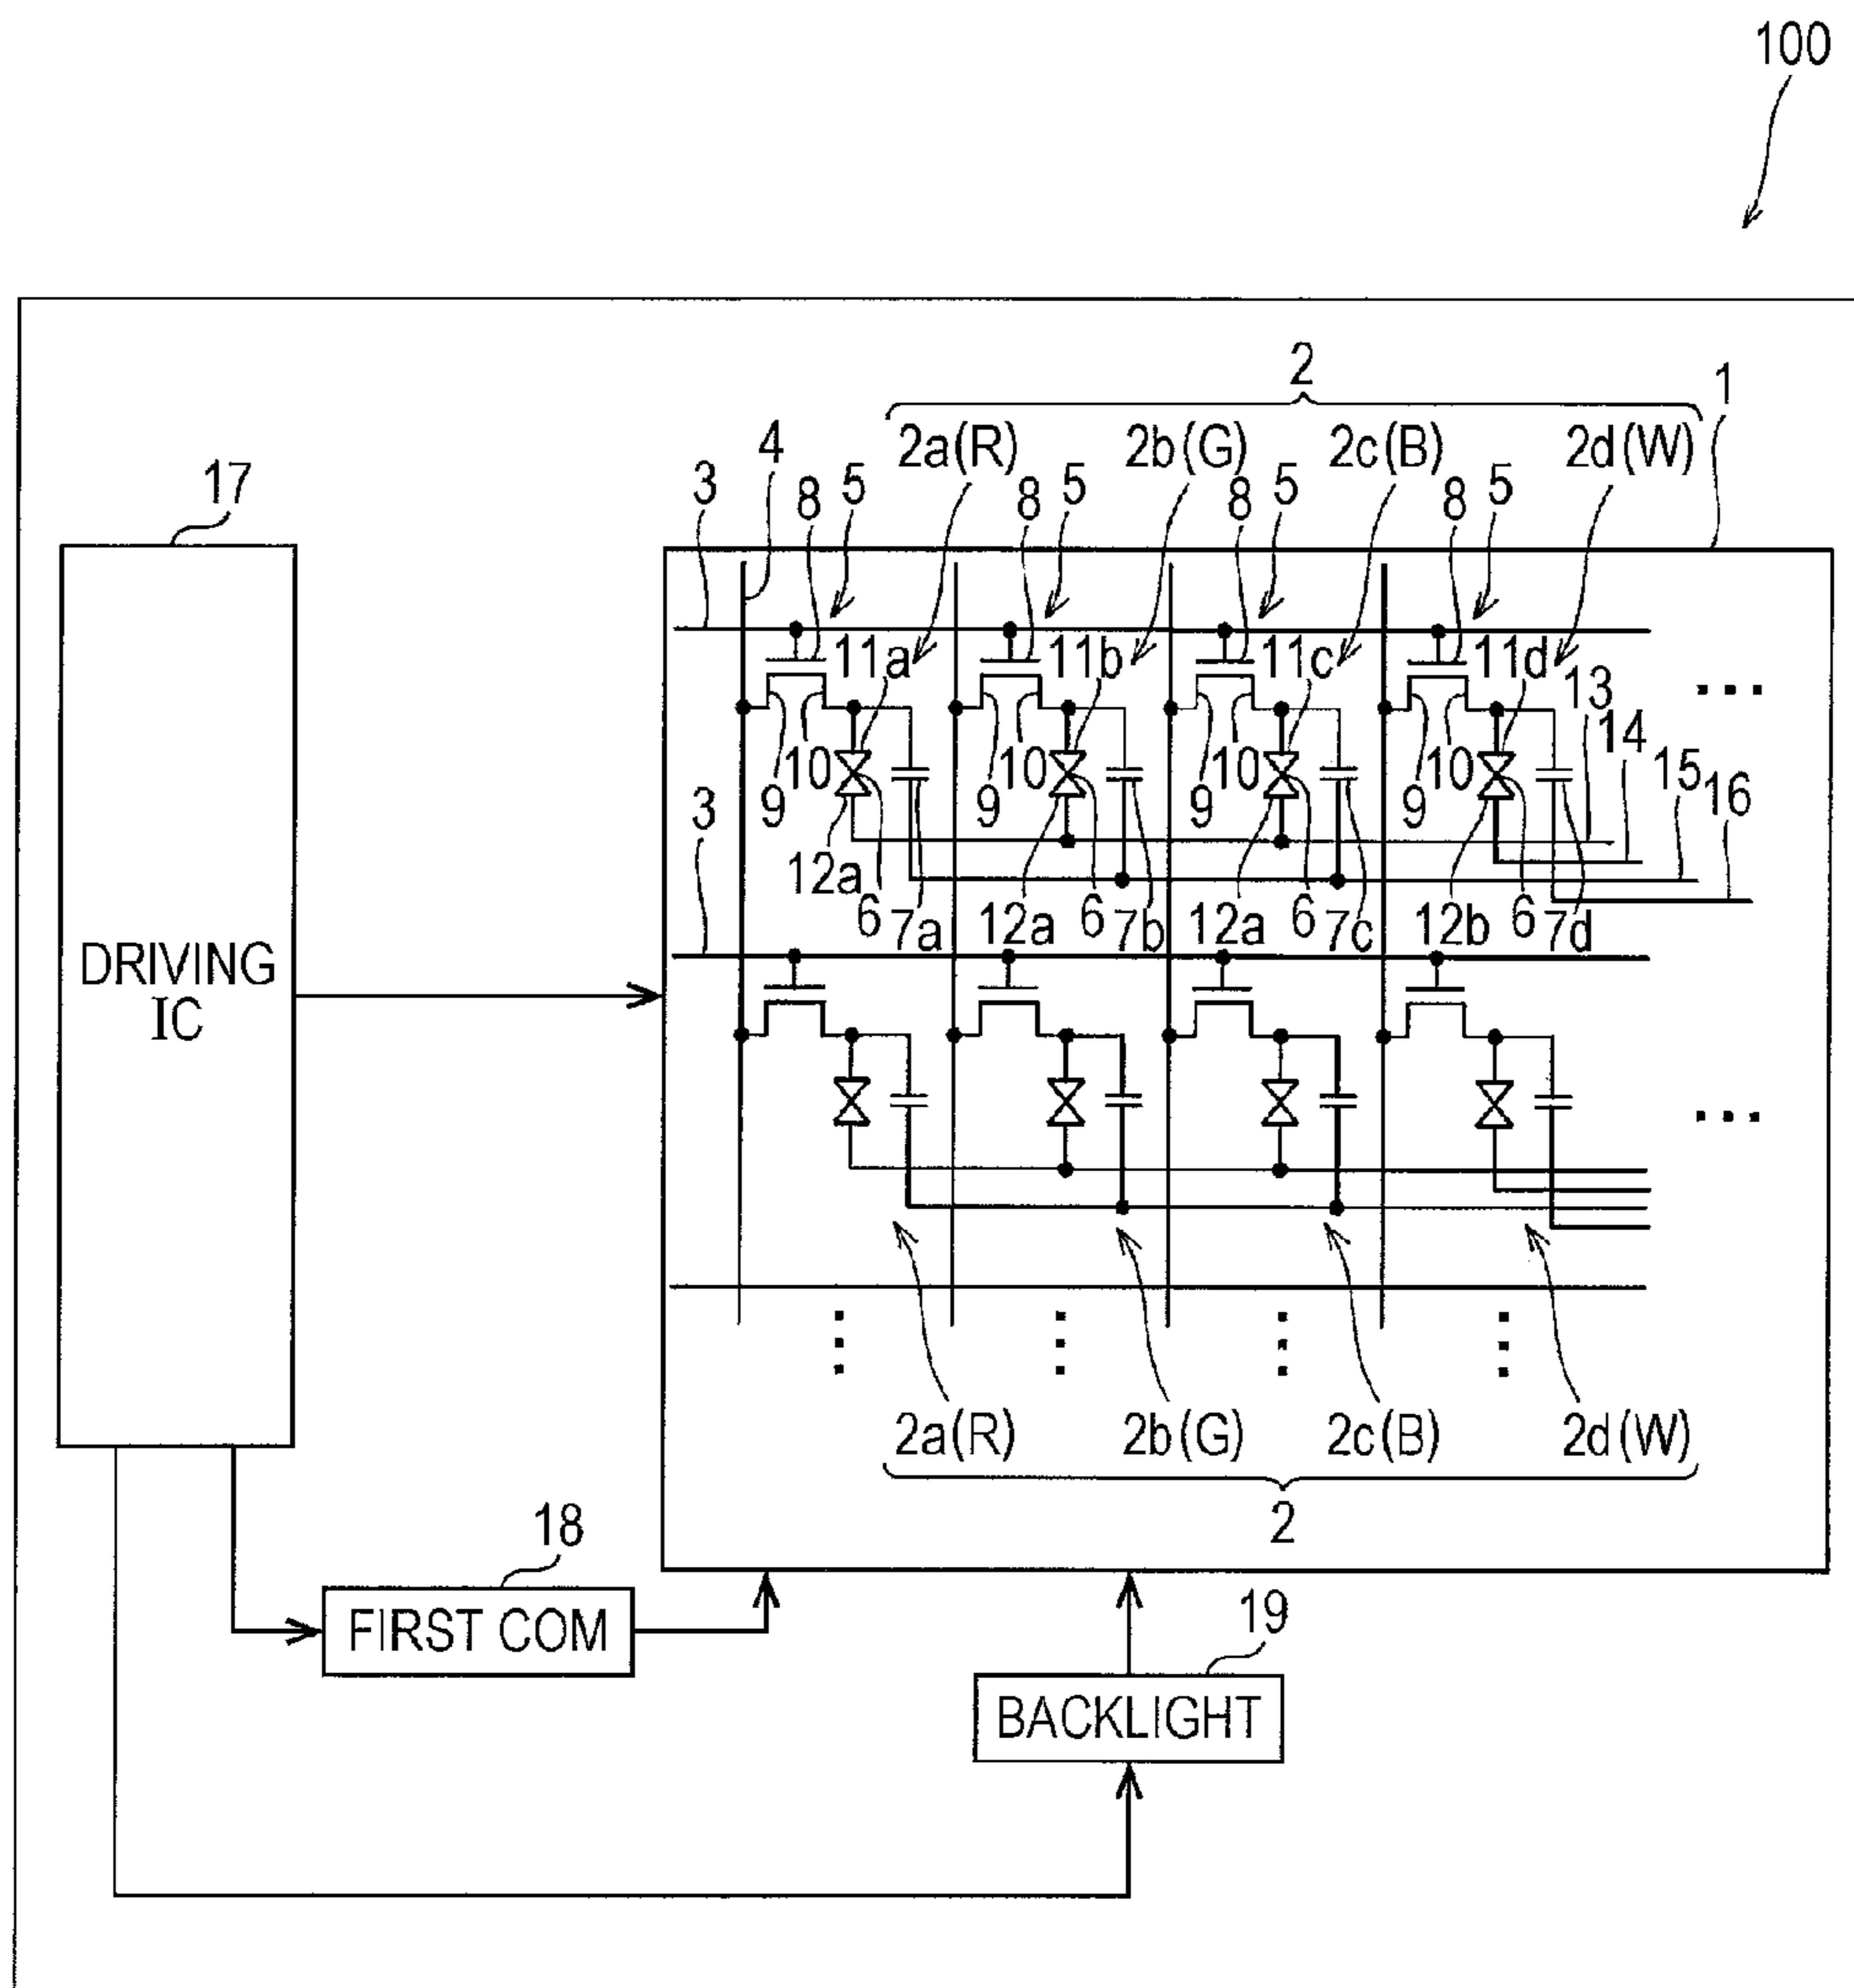 100
2
1
2a(R) 2b(G) 2c(B) 2d(W)
4
17
3 8 5 8 5 8 5 8 5
11a 11b 11c 11d 13
14
9 10 9 10 9 10 9 10 15 16
3
12a 6 7a 12a 6 7b 12a 6 7c 12b 6 7d
...
DRIVING
IC
...
2a(R) 2b(G) 2c(B) 2d(W)
2
18
FIRST COM
19
BACKLIGHT